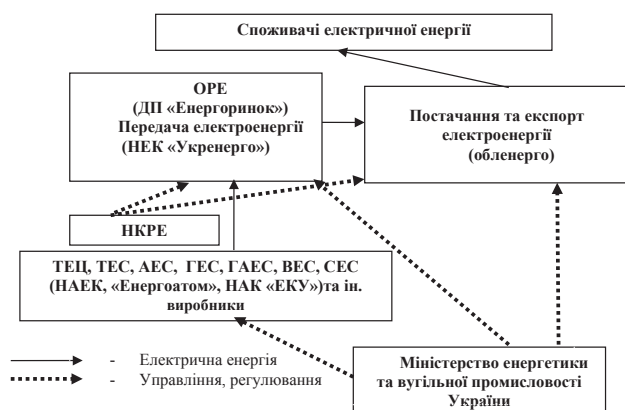 Споживачі електричної енергії
ОРЕ
(ДП «Енергоринок»)
Передача електроенергії
(НЕК «Укренерго»)
Постачання та експорт
електроенергії
(обленерго)
НКРЕ
ТЕЦ, ТЕС, АЕС, ГЕС, ГАЕС, ВЕС, СЕС
(НАЕК, «Енергоатом», НАК «ЕКУ»)та ін.
виробники
- Електрична енергія
- Управління, регулювання
Міністерство енергетики
та вугільної промисловості
України